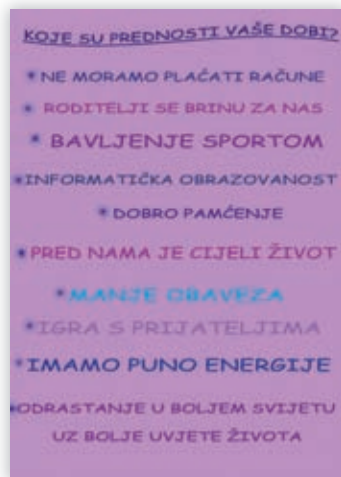 KOJE SU PREDNOSTI VAŠE DOBI?
*NE MORAMO PLAĆATI RAČUNE
* RODITELJI SE BRINU ZA NAS
* BAVLJENJE SPORTOM
*INFORMATIČKA OBRAZOVANOST
*DOBRO PAMĆENJE
*PRED NAMA JE CIJELI ŽIVOT
*MANJE OBAVEZA
*IGRA S PRIJATELJIMA
*IMAMO PUNO ENERGIJE
*ODRASTANJE U BOLJEM SVIJETU
UZ BOLJE UVJETE ŽIVOTA